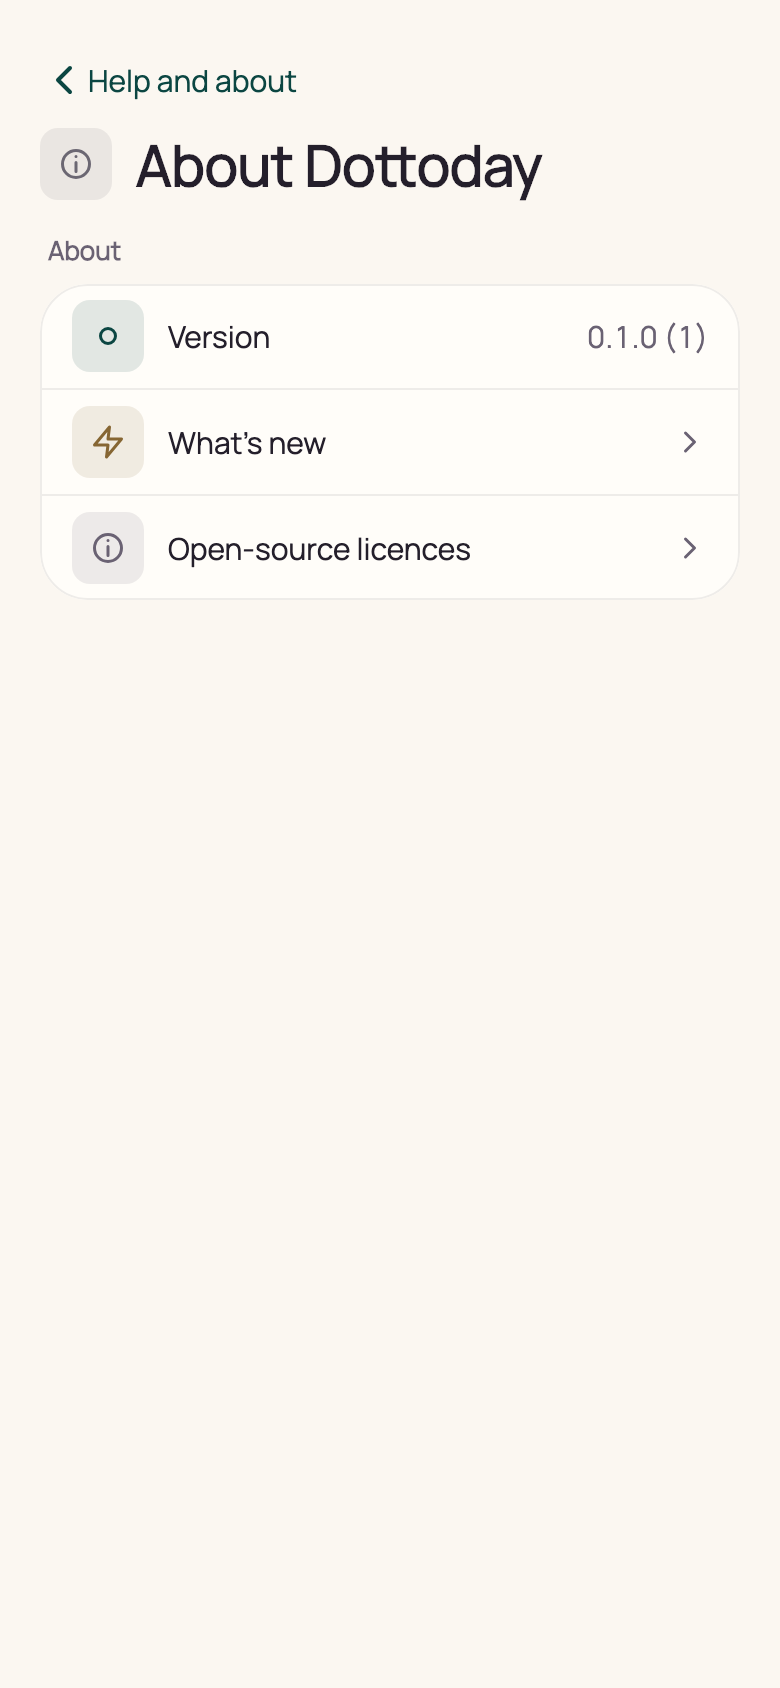 Help and about
About Dottoday
About
Version 0.1.0 (1)
What’s new
Open-source licences